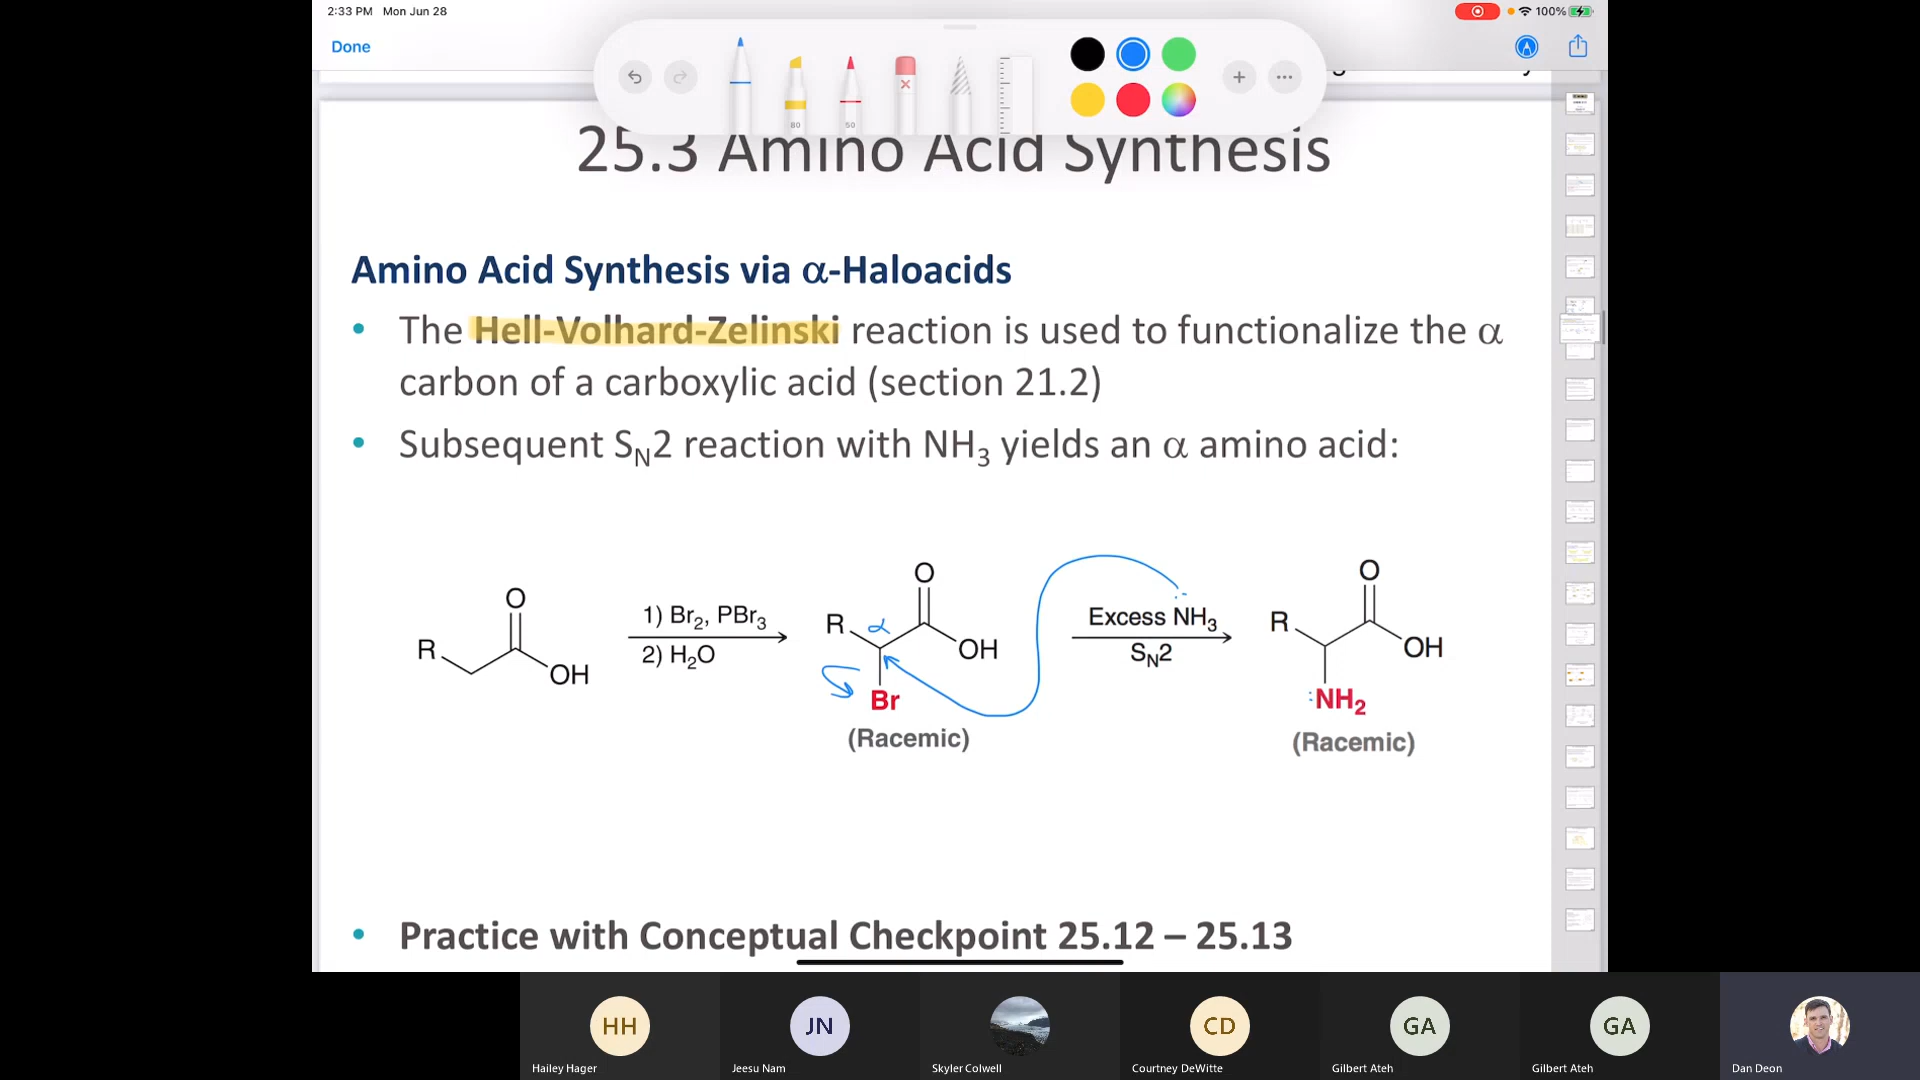 2:33 PM Mon Jun 28
100%
Done
80
50
25.3 Amino Acid Synthesis
Amino Acid Synthesis via α-Haloacids
• The Hell-Volhard-Zelinski reaction is used to functionalize the α
carbon of a carboxylic acid (section 21.2)
• Subsequent SN2 reaction with NH3 yields an α amino acid:
R
O
OH
1) Br2, PBr3
2) H2O
R
α
O
OH
Br
(Racemic)
Excess NH3
SN2
R
O
OH
:NH2
(Racemic)
• Practice with Conceptual Checkpoint 25.12 – 25.13
HH
JN
CD
GA
GA
Hailey Hager
Jeesu Nam
Skyler Colwell
Courtney DeWitte
Gilbert Ateh
Gilbert Ateh
Dan Deon